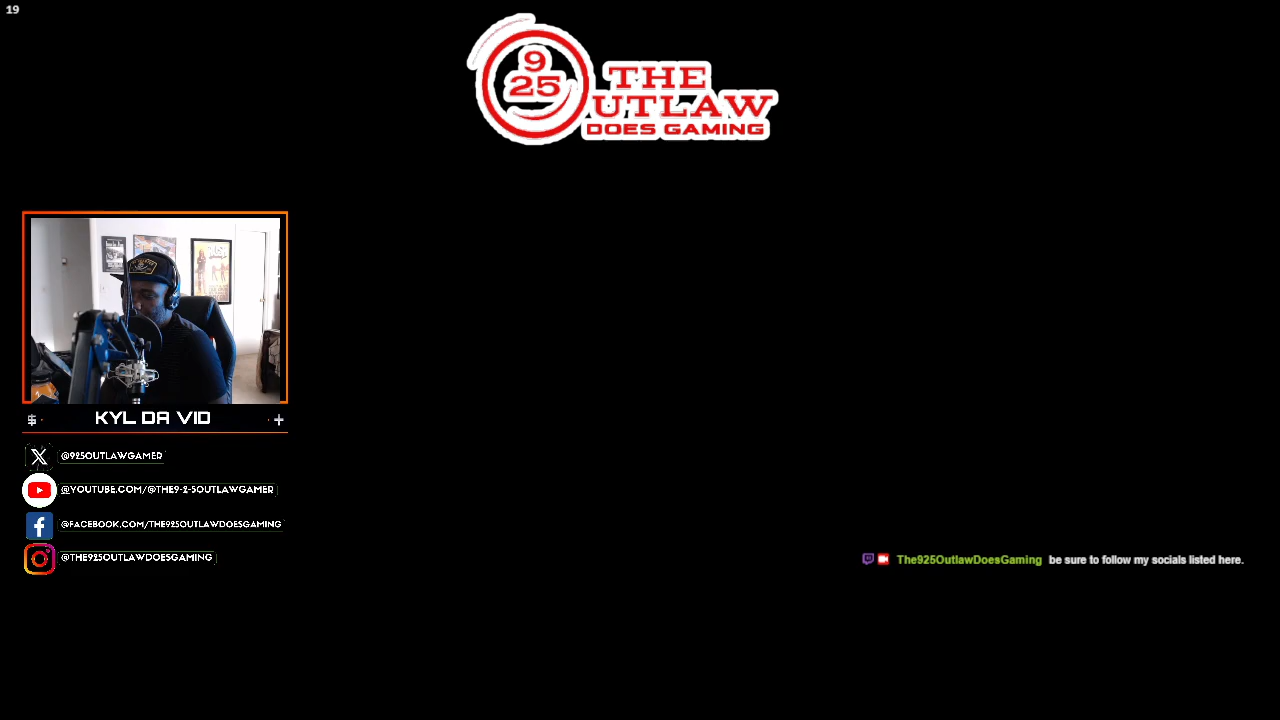 19
9
25
THE
OUTLAW
DOES GAMING
KYL DA VID
@925OUTLAWGAMER
@YOUTUBE.COM/@THE9-2-5OUTLAWGAMER
@FACEBOOK.COM/THE925OUTLAWDOESGAMING
@THE925OUTLAWDOESGAMING
The925OutlawDoesGaming be sure to follow my socials listed here.